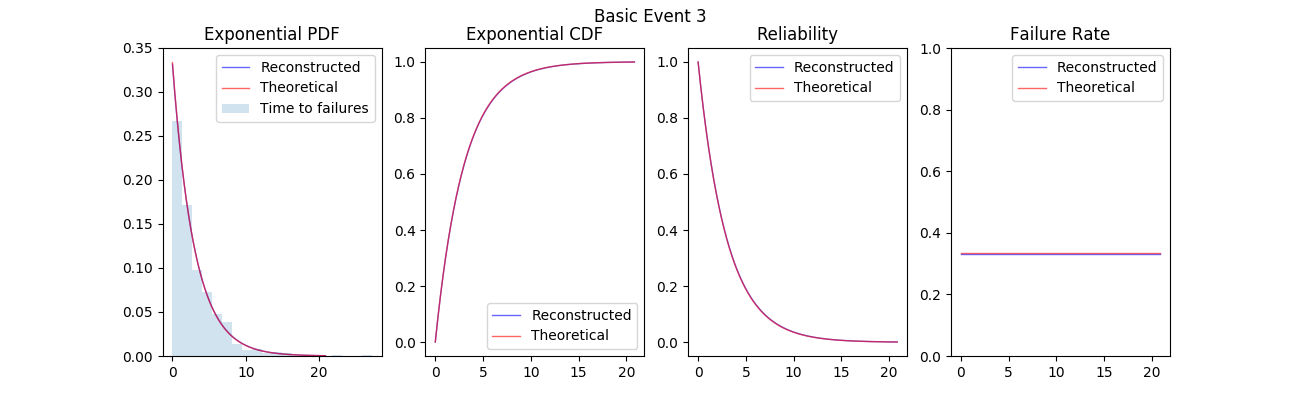 Basic Event 3
Exponential PDF
0.35
0.30
0.25
0.20
0.15
0.10
0.05
0.00
0 10 20
Reconstructed
Theoretical
Time to failures
Exponential CDF
1.0
0.8
0.6
0.4
0.2
0.0
0 5 10 15 20
Reconstructed
Theoretical
Reliability
1.0
0.8
0.6
0.4
0.2
0.0
0 5 10 15 20
Reconstructed
Theoretical
Failure Rate
1.0
0.8
0.6
0.4
0.2
0.0
0 5 10 15 20
Reconstructed
Theoretical